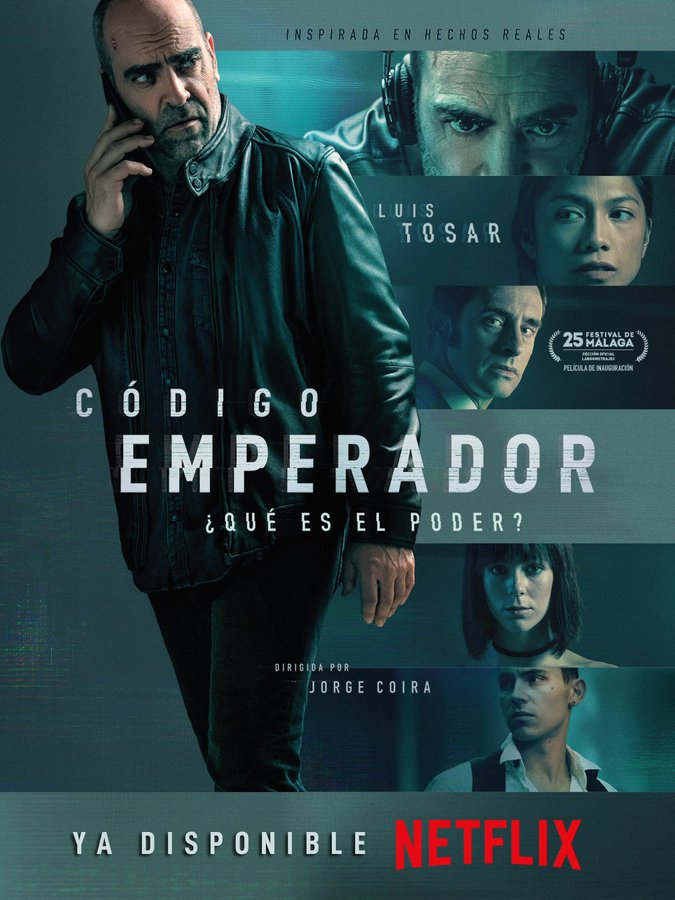 INSPIRADA EN HECHOS REALES
LUIS
TOSAR
25 FESTIVAL DE
MÁLAGA
SECCIÓN OFICIAL
LARGOMETRAJES
PELÍCULA DE INAUGURACIÓN
CÓDIGO
EMPERADOR
¿QUÉ ES EL PODER?
DIRIGIDA POR
JORGE COIRA
YA DISPONIBLE NETFLIX